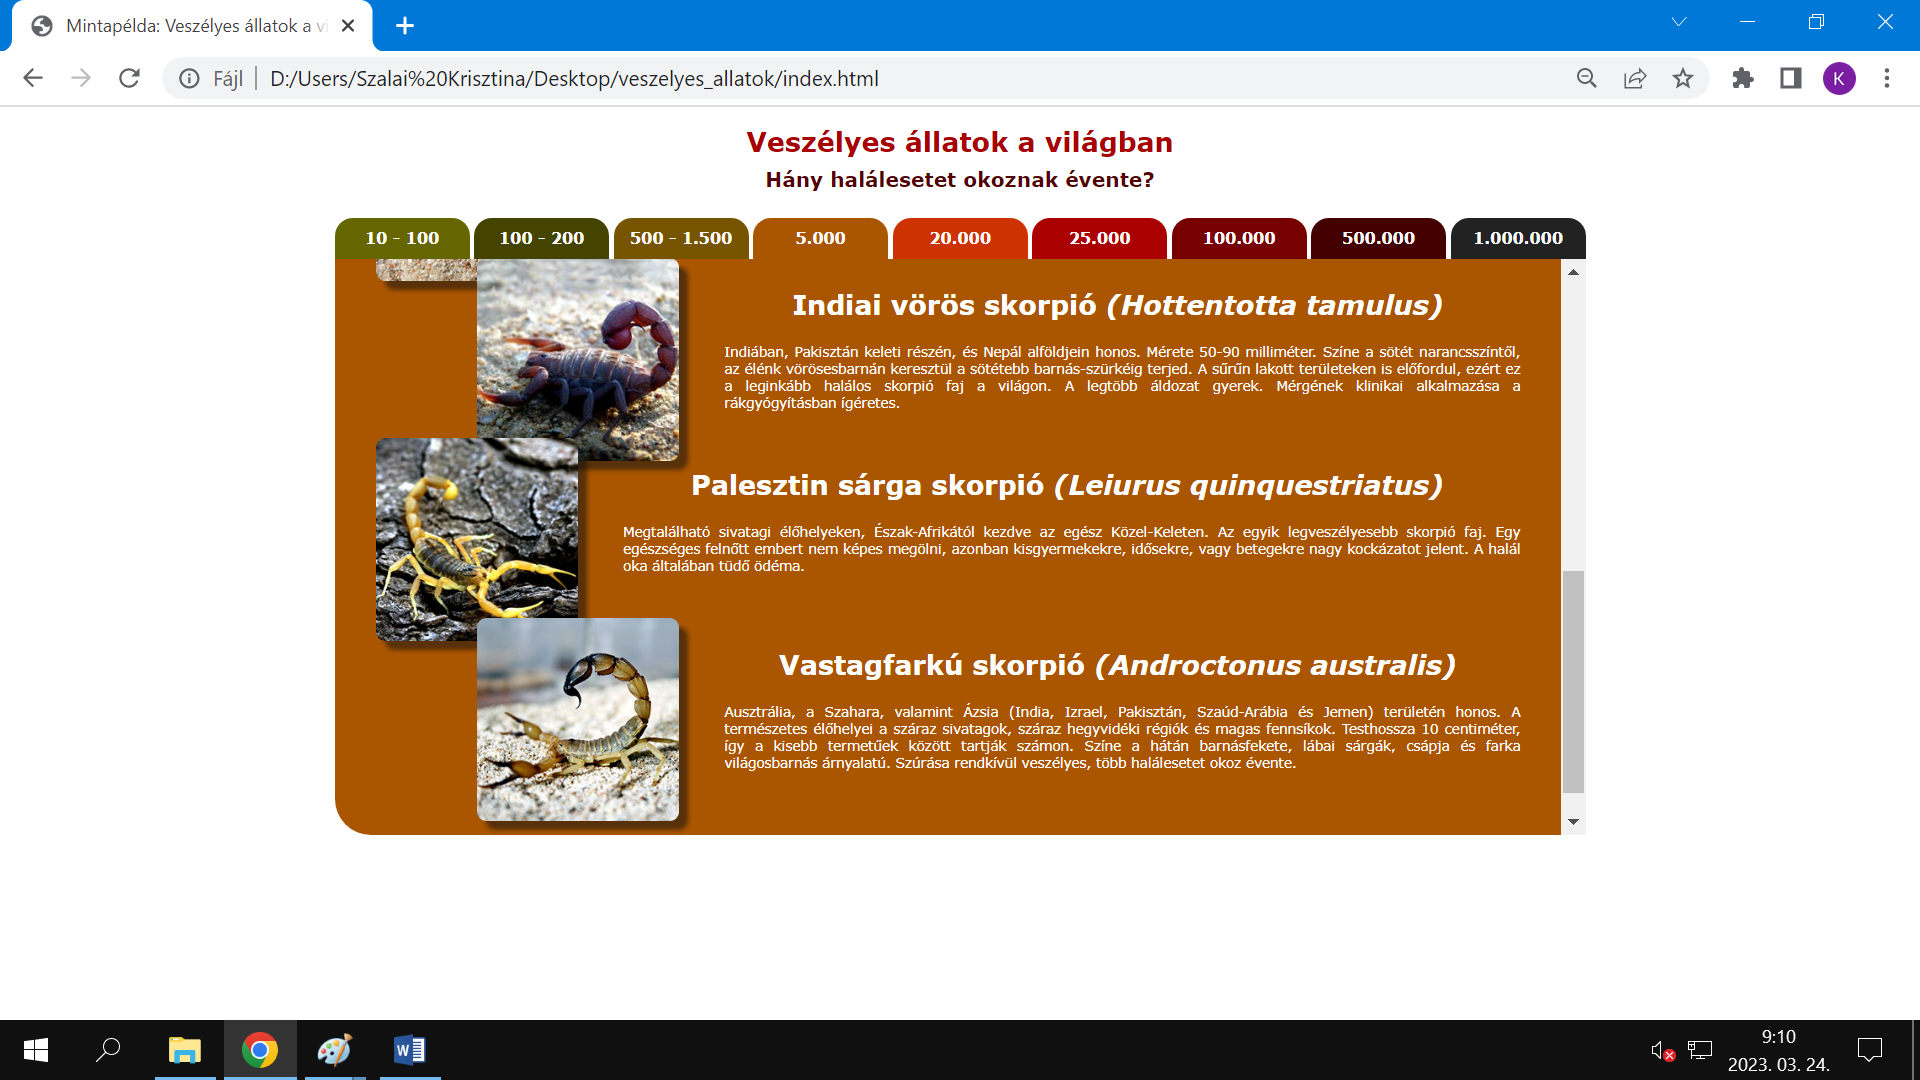 Mintapélda: Veszélyes állatok a vi
Fájl
D:/Users/Szalai%20Krisztina/Desktop/veszelyes_allatok/index.html
K
Veszélyes állatok a világban
Hány halálesetet okoznak évente?
10 - 100 100 - 200 500 - 1.500 5.000 20.000 25.000 100.000 500.000 1.000.000
Indiai vörös skorpió (Hottentotta tamulus)
Indiában, Pakisztán keleti részén, és Nepál alföldjein honos. Mérete 50-90 milliméter. Színe a sötét narancsszíntől,
az élénk vörösesbarnán keresztül a sötétebb barnás-szürkéig terjed. A sűrűn lakott területeken is előfordul, ezért ez
a leginkább halálos skorpió faj a világon. A legtöbb áldozat gyerek. Mérgének klinikai alkalmazása a
rákgyógyításban ígéretes.
Palesztin sárga skorpió (Leiurus quinquestriatus)
Megtalálható sivatagi élőhelyeken, Észak-Afrikától kezdve az egész Közel-Keleten. Az egyik legveszélyesebb skorpió faj. Egy
egészséges felnőtt embert nem képes megölni, azonban kisgyermekekre, idősekre, vagy betegekre nagy kockázatot jelent. A halál
oka általában tüdő ödéma.
Vastagfarkú skorpió (Androctonus australis)
Ausztrália, a Szahara, valamint Ázsia (India, Izrael, Pakisztán, Szaúd-Arábia és Jemen) területén honos. A
természetes élőhelyei a száraz sivatagok, száraz hegyvidéki régiók és magas fennsíkok. Testhossza 10 centiméter,
így a kisebb termetűek között tartják számon. Színe a hátán barnásfekete, lábai sárgák, csápja és farka
világosbarnás árnyalatú. Szúrása rendkívül veszélyes, több halálesetet okoz évente.
9:10
2023. 03. 24.